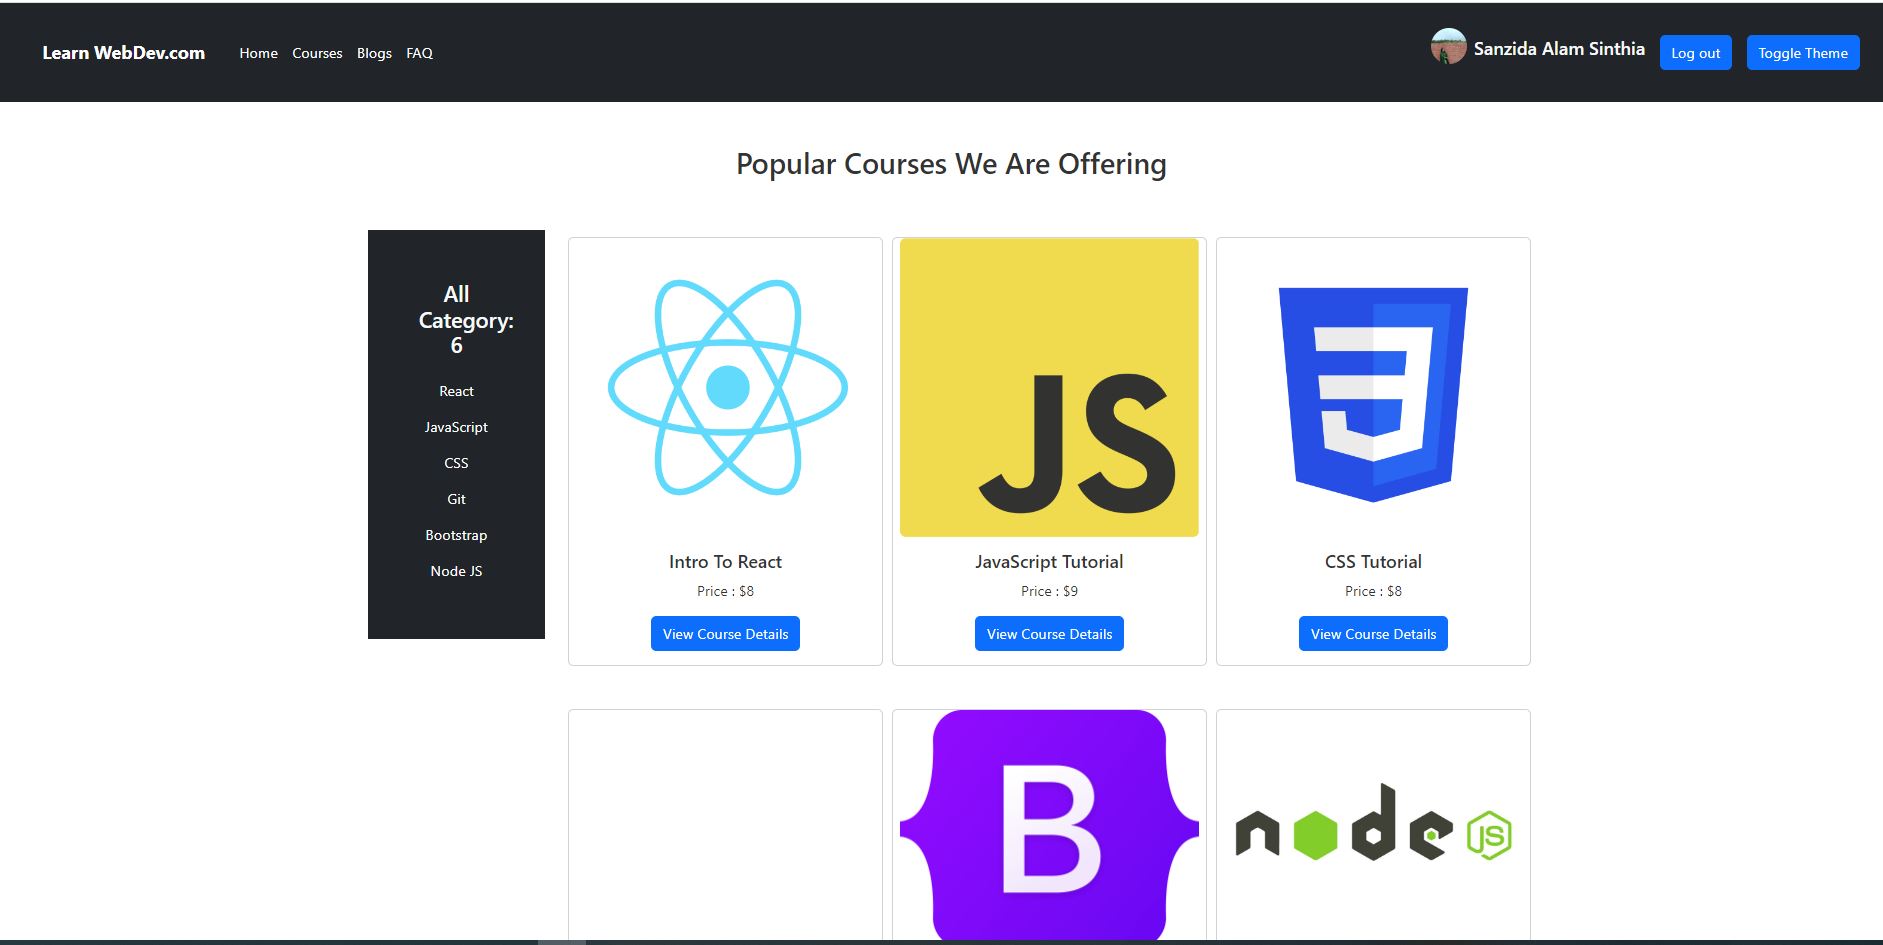 Learn WebDev.com
Home
Courses
Blogs
FAQ
Sanzida Alam Sinthia
Log out
Toggle Theme
Popular Courses We Are Offering
All
Category:
6
React
JavaScript
CSS
Git
Bootstrap
Node JS
JS
Intro To React
Price : $8
View Course Details
JavaScript Tutorial
Price : $9
View Course Details
CSS Tutorial
Price : $8
View Course Details
B
node JS